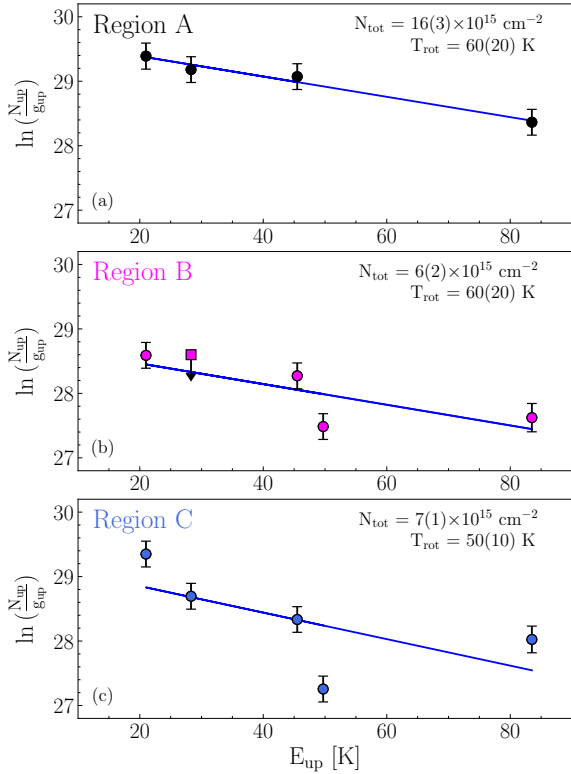 Region A
N_tot = 16(3)×10^15 cm^−2
T_rot = 60(20) K
30
29
28
27
ln (N_up/g_up)
(a)
20 40 60 80
Region B
N_tot = 6(2)×10^15 cm^−2
T_rot = 60(20) K
30
29
28
27
ln (N_up/g_up)
(b)
20 40 60 80
Region C
N_tot = 7(1)×10^15 cm^−2
T_rot = 50(10) K
30
29
28
27
ln (N_up/g_up)
(c)
20 40 60 80
E_up [K]